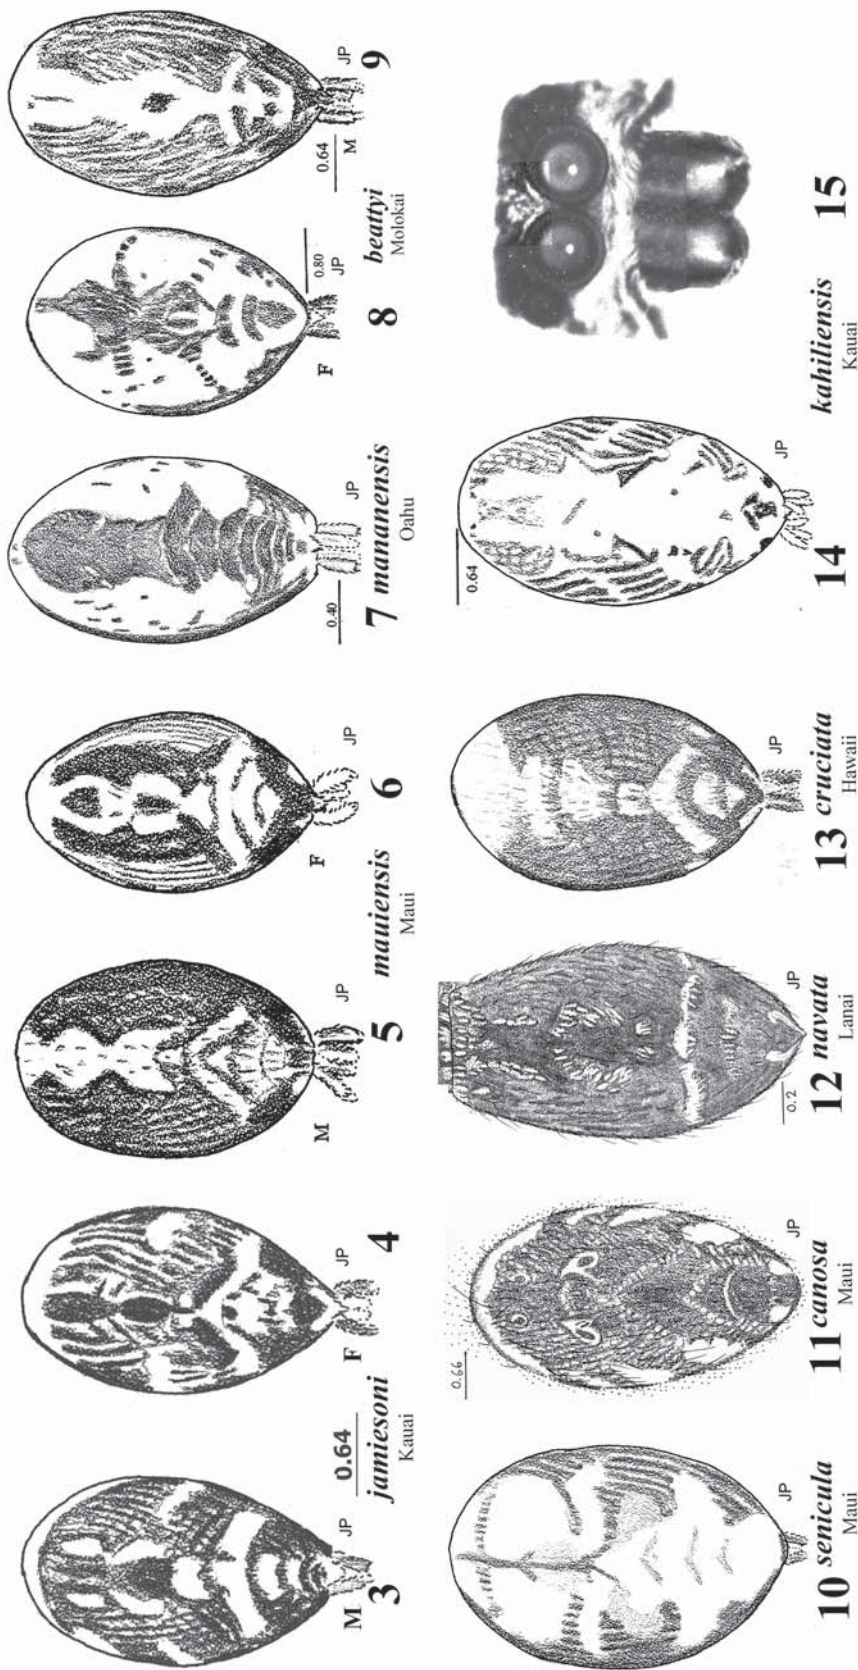 M
JP
3
0.64
jamiesoni
Kauai
F
JP
4
M
JP
5
mauiensis
Maui
F
JP
6
0.40
JP
7 mananensis
Oahu
F
0.80
JP
8
beattyi
Molokai
0.64
M
JP
9
JP
10 senicula
Maui
0.66
JP
11 canosa
Maui
0.2
JP
12 navata
Lanai
JP
13 cruciata
Hawaii
0.64
JP
14
kahiliensis
Kauai
15